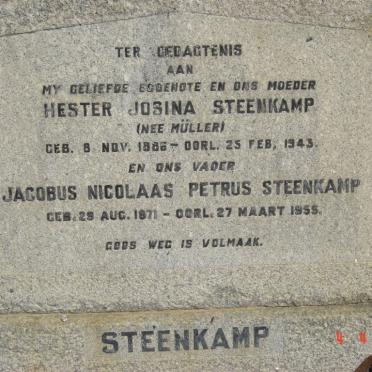 TER GEDAGTENIS
AAN
MY GELIEFDE EGGENOTE EN ONS MOEDER
HESTER JOSINA STEENKAMP
(NEE MÜLLER)
GEB. 8 NOV. 1886 - OORL. 25 FEB, 1943.
EN ONS VADER
JACOBUS NICOLAAS PETRUS STEENKAMP
GEB. 29 AUG. 1871 - OORL. 27 MAART 1955.
GODS WEG IS VOLMAAK.
STEENKAMP